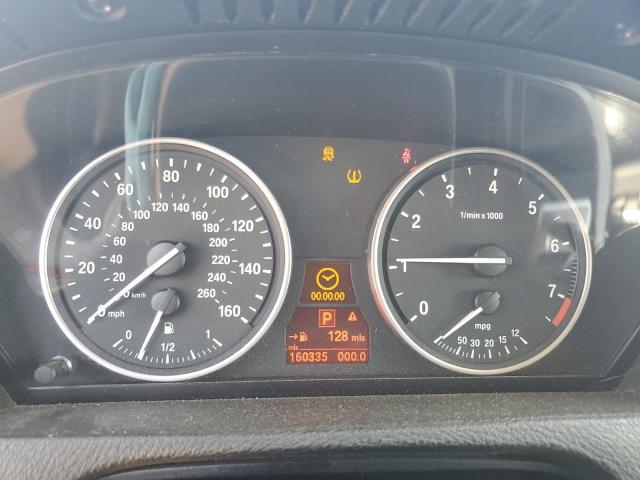 0 20 40 60 80 100 120 140 160
mph
0 20 40 60 80 100 120 140 160 180 200 220 240 260
km/h
0 1/2 1
00:00:00
P
→ 128 mls
mls
160335 000.0
0 1 2 3 4 5 6 7
1/min x 1000
50 30 20 15 12
mpg